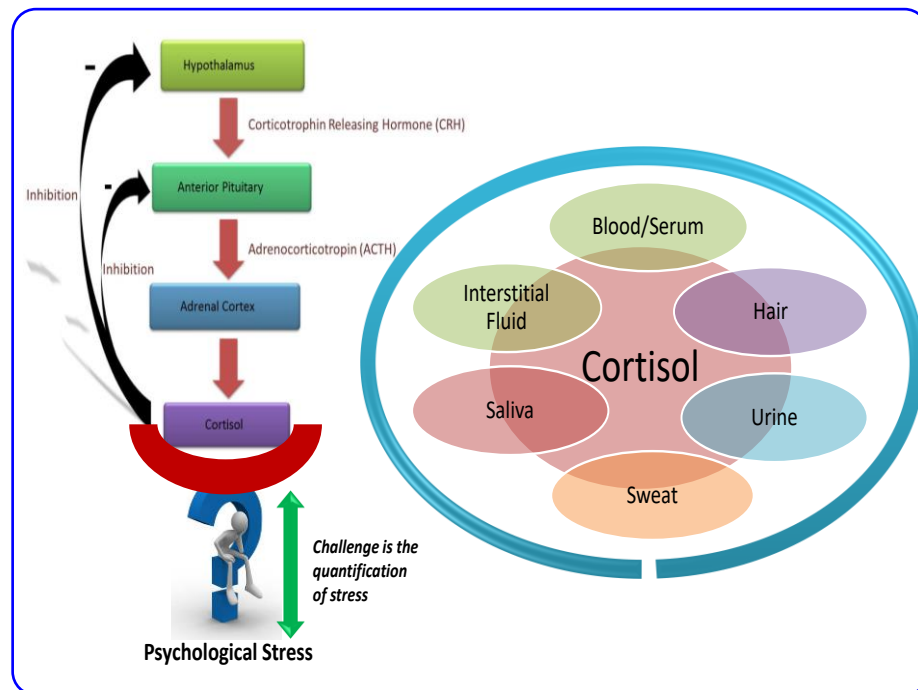 Hypothalamus
Corticotrophin Releasing Hormone (CRH)
Anterior Pituitary
Inhibition
Adrenocorticotropin (ACTH)
Inhibition
Adrenal Cortex
Cortisol
Challenge is the
quantification
of stress
Psychological Stress
Blood/Serum
Interstitial
Fluid
Hair
Cortisol
Saliva
Urine
Sweat